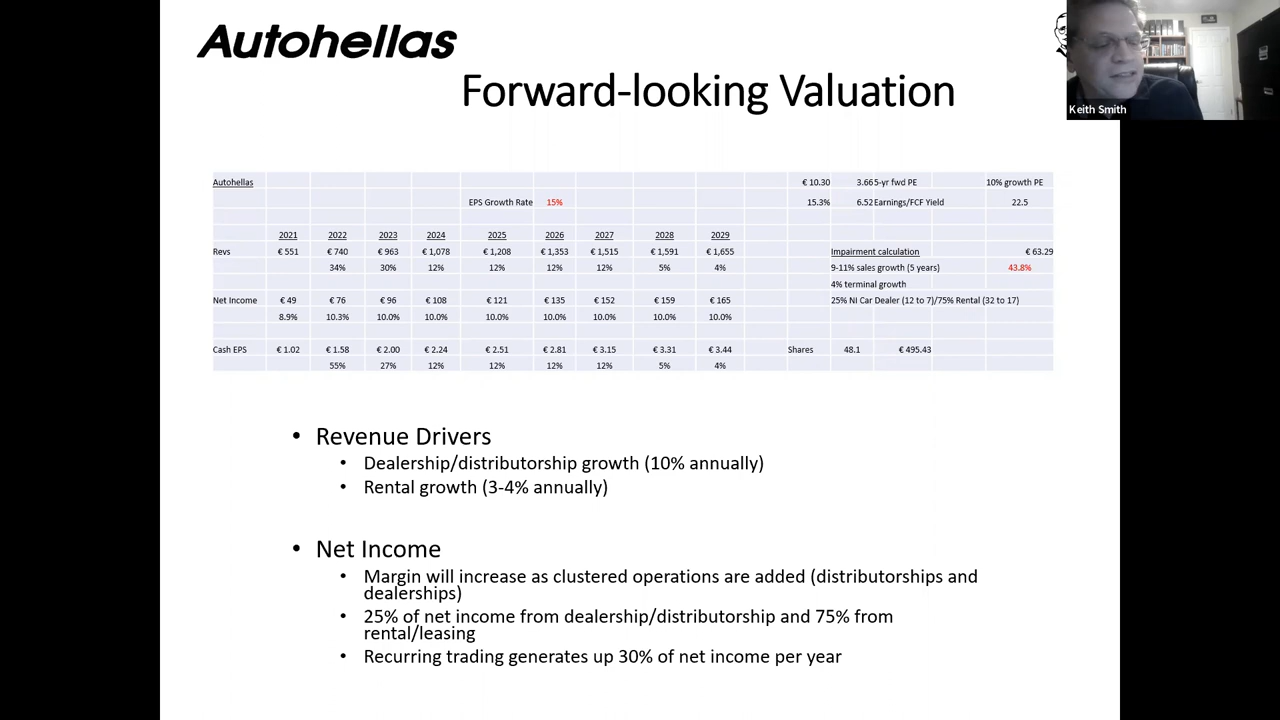 Autohellas
Forward-looking Valuation
Keith Smith
Autohellas € 10.30 3.66 5-yr fwd PE 10% growth PE
EPS Growth Rate 15% 15.3% 6.52 Earnings/FCF Yield 22.5
2021 2022 2023 2024 2025 2026 2027 2028 2029
Revs € 551 € 740 € 963 € 1,078 € 1,208 € 1,353 € 1,515 € 1,591 € 1,655 Impairment calculation € 63.29
34% 30% 12% 12% 12% 12% 5% 4% 9-11% sales growth (5 years) 43.8%
4% terminal growth
Net Income € 49 € 76 € 96 € 108 € 121 € 135 € 152 € 159 € 165 25% NI Car Dealer (12 to 7)/75% Rental (32 to 17)
8.9% 10.3% 10.0% 10.0% 10.0% 10.0% 10.0% 10.0% 10.0%
Cash EPS € 1.02 € 1.58 € 2.00 € 2.24 € 2.51 € 2.81 € 3.15 € 3.31 € 3.44 Shares 48.1 € 495.43
55% 27% 12% 12% 12% 12% 5% 4%
• Revenue Drivers
• Dealership/distributorship growth (10% annually)
• Rental growth (3-4% annually)
• Net Income
• Margin will increase as clustered operations are added (distributorships and
dealerships)
• 25% of net income from dealership/distributorship and 75% from
rental/leasing
• Recurring trading generates up 30% of net income per year